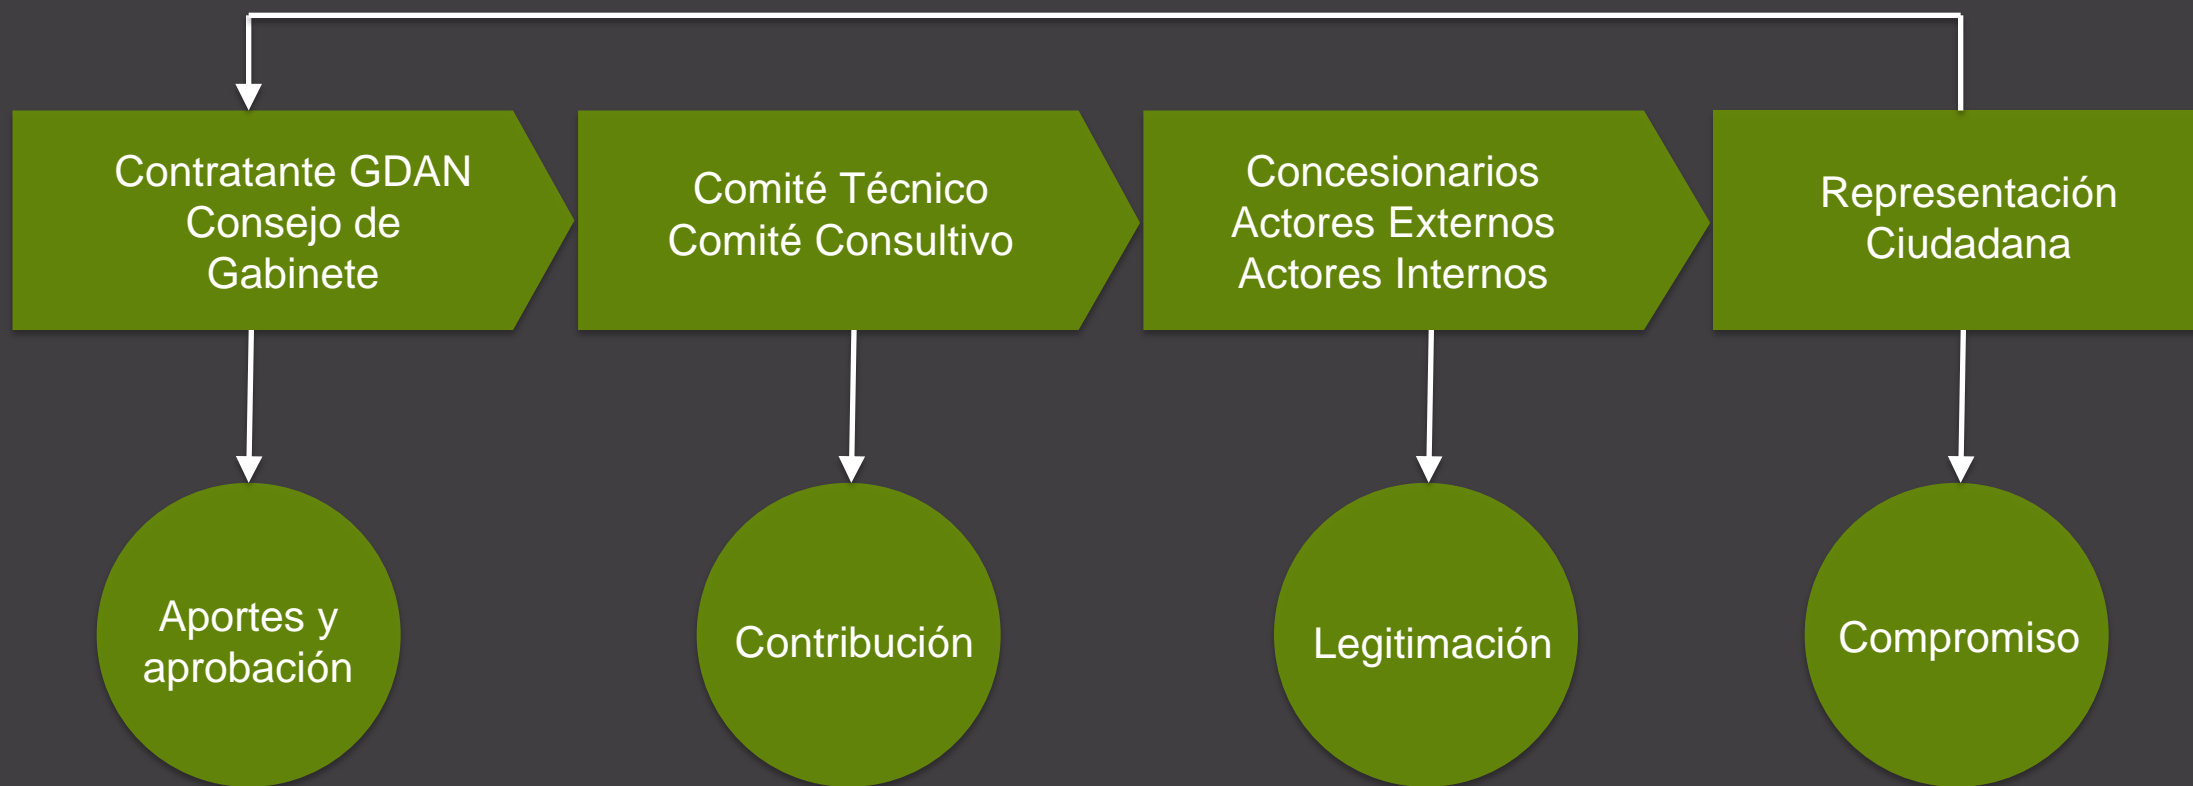 Contratante GDAN
Consejo de
Gabinete
Comité Técnico
Comité Consultivo
Concesionarios
Actores Externos
Actores Internos
Representación
Ciudadana
Aportes y
aprobación
Contribución
Legitimación
Compromiso